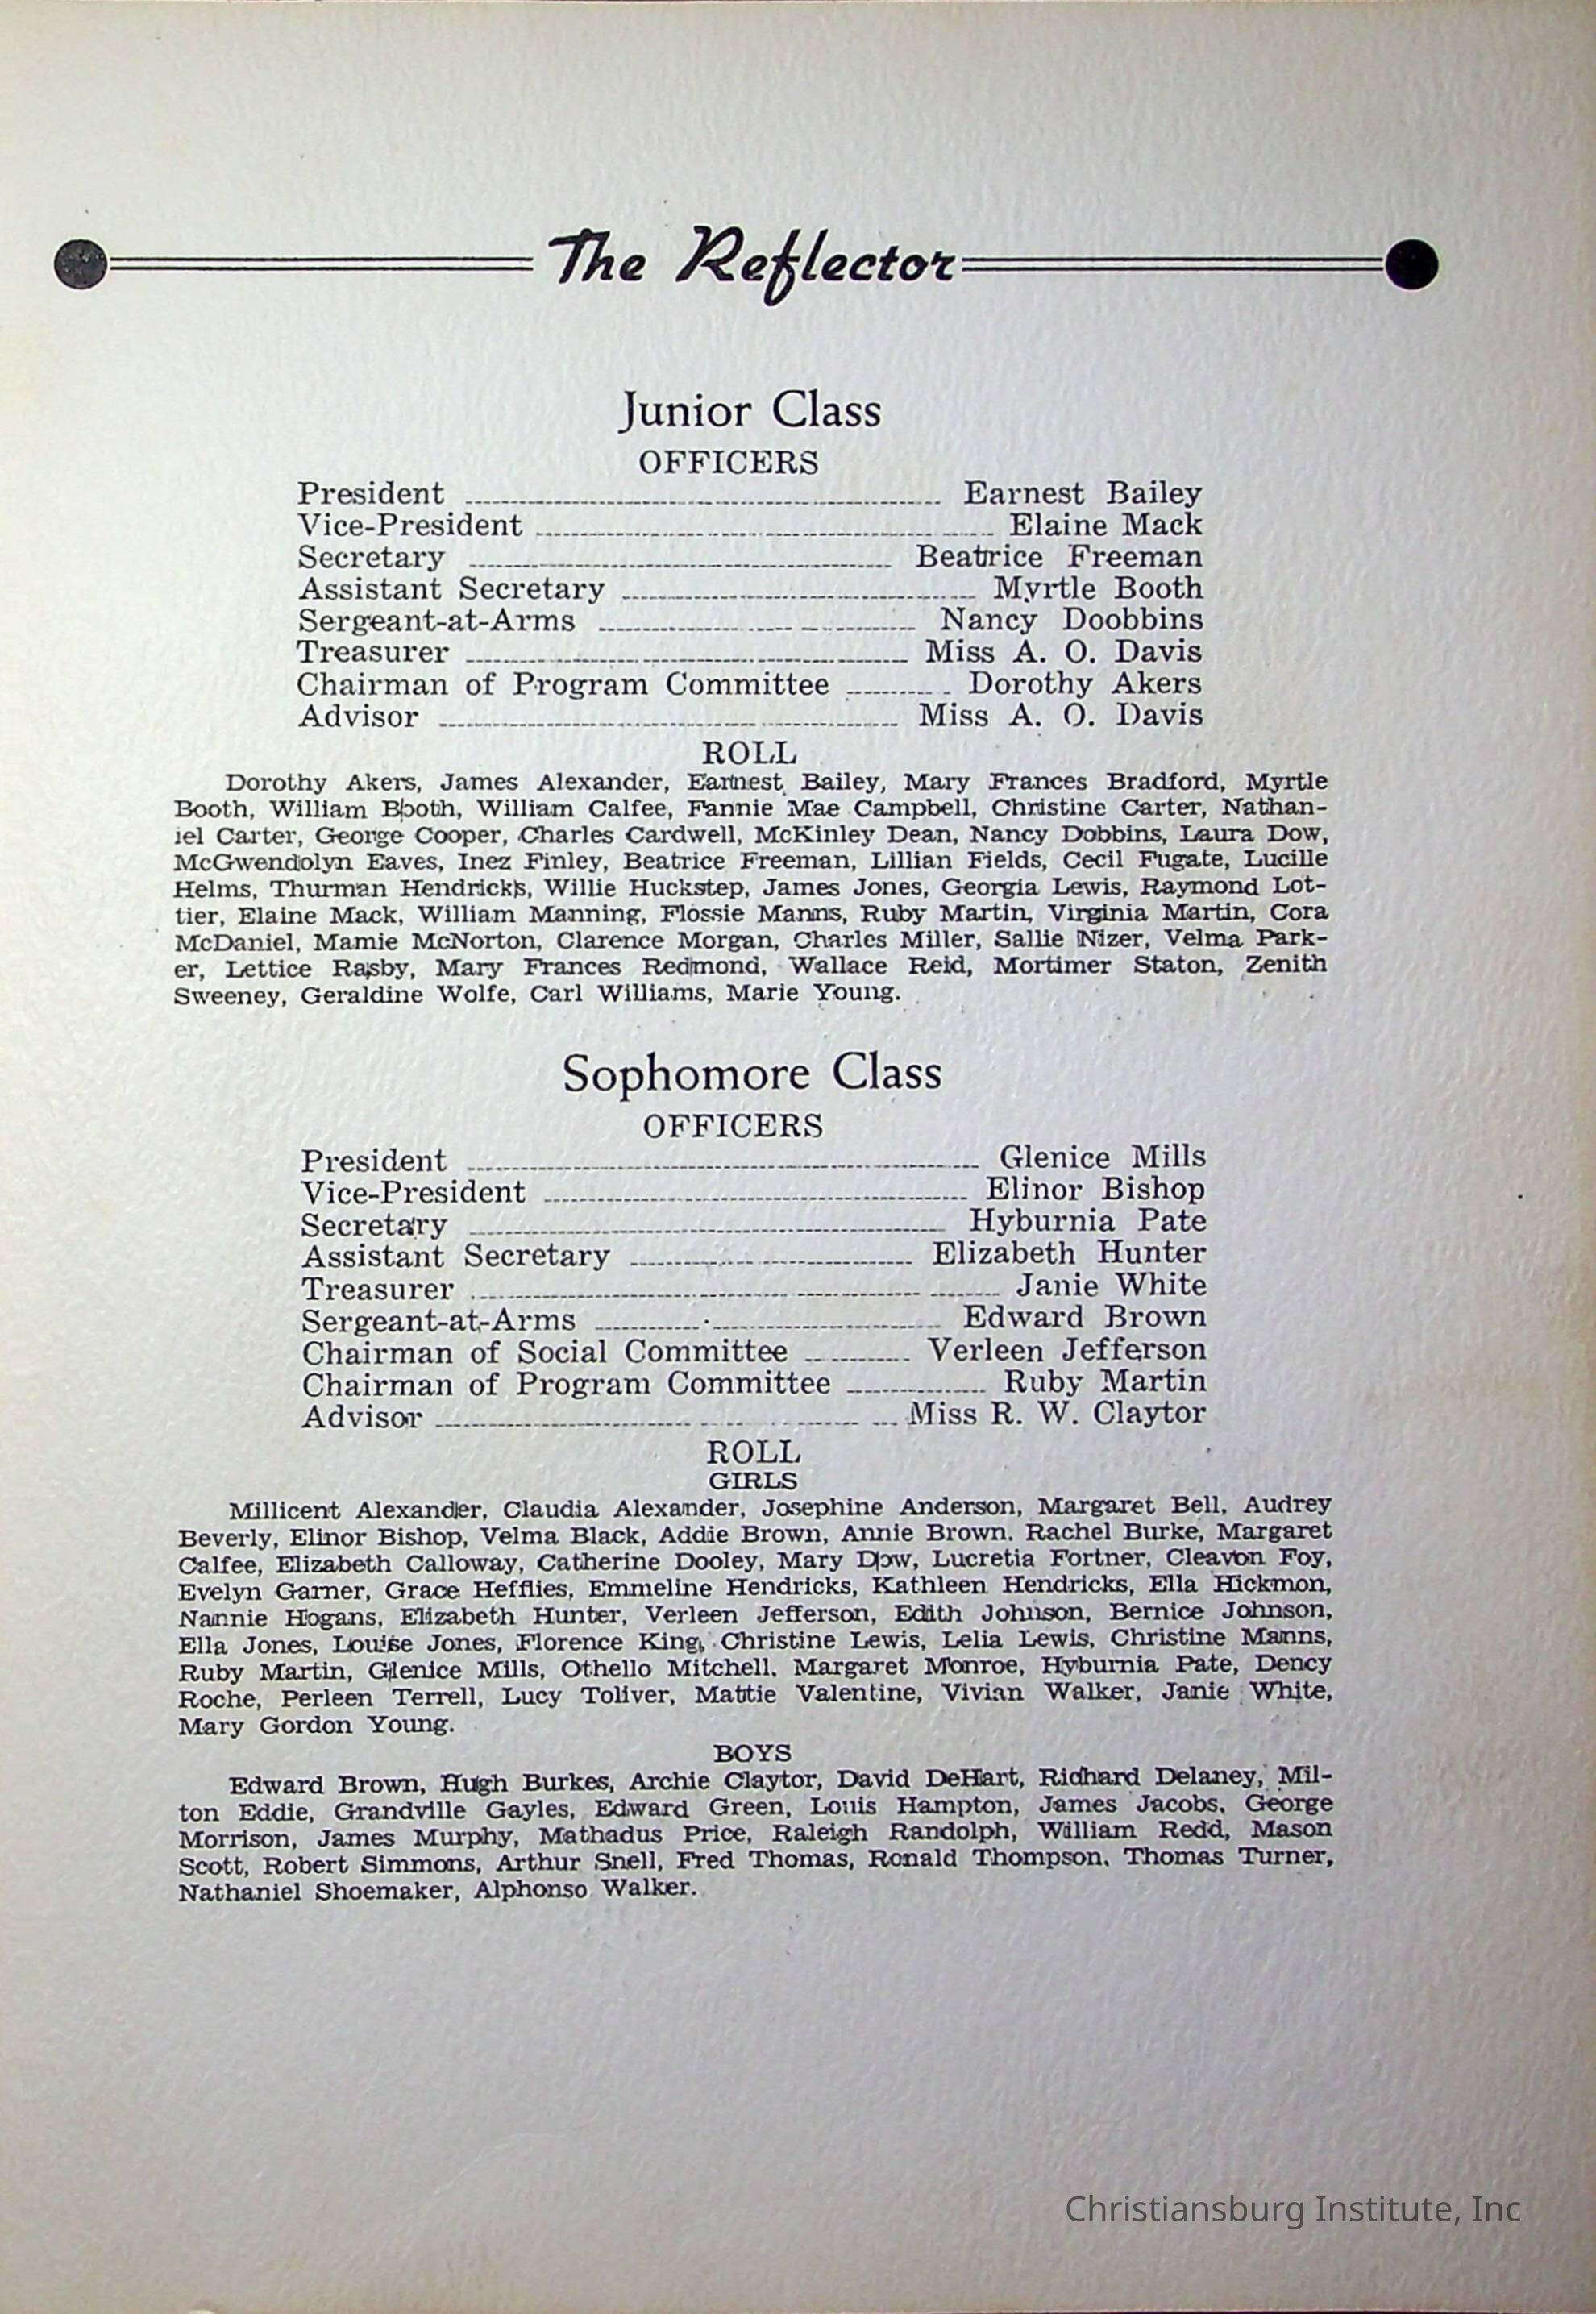 The Reflector
Junior Class
OFFICERS
President Earnest Bailey
Vice-President Elaine Mack
Secretary Beatrice Freeman
Assistant Secretary Myrtle Booth
Sergeant-at-Arms Nancy Doobbins
Treasurer Miss A. O. Davis
Chairman of Program Committee Dorothy Akers
Advisor Miss A. O. Davis
ROLL
Dorothy Akers, James Alexander, Earnest Bailey, Mary Frances Bradford, Myrtle
Booth, William Booth, William Calfee, Fannie Mae Campbell, Christine Carter, Nathan-
iel Carter, George Cooper, Charles Cardwell, McKinley Dean, Nancy Dobbins, Laura Dow,
McGwendolyn Eaves, Inez Finley, Beatrice Freeman, Lillian Fields, Cecil Fugate, Lucille
Helms, Thurman Hendricks, Willie Huckstep, James Jones, Georgia Lewis, Raymond Lot-
tier, Elaine Mack, William Manning, Flossie Manns, Ruby Martin, Virginia Martin, Cora
McDaniel, Mamie McNorton, Clarence Morgan, Charles Miller, Sallie Nizer, Velma Park-
er, Lettice Rasby, Mary Frances Redmond, Wallace Reid, Mortimer Staton, Zenith
Sweeney, Geraldine Wolfe, Carl Williams, Marie Young.
Sophomore Class
OFFICERS
President Glenice Mills
Vice-President Elinor Bishop
Secretary Hyburnia Pate
Assistant Secretary Elizabeth Hunter
Treasurer Janie White
Sergeant-at-Arms Edward Brown
Chairman of Social Committee Verleen Jefferson
Chairman of Program Committee Ruby Martin
Advisor Miss R. W. Claytor
ROLL
GIRLS
Millicent Alexander, Claudia Alexander, Josephine Anderson, Margaret Bell, Audrey
Beverly, Elinor Bishop, Velma Black, Addie Brown, Annie Brown. Rachel Burke, Margaret
Calfee, Elizabeth Calloway, Catherine Dooley, Mary Dow, Lucretia Fortner, Cleavon Foy,
Evelyn Garner, Grace Hefflies, Emmeline Hendricks, Kathleen Hendricks, Ella Hickmon,
Nannie Hogans, Elizabeth Hunter, Verleen Jefferson, Edith Johnson, Bernice Johnson,
Ella Jones, Louise Jones, Florence King, Christine Lewis, Lelia Lewis, Christine Manns,
Ruby Martin, Glenice Mills, Othello Mitchell. Margaret Monroe, Hyburnia Pate, Dency
Roche, Perleen Terrell, Lucy Toliver, Mattie Valentine, Vivian Walker, Janie White,
Mary Gordon Young.
BOYS
Edward Brown, Hugh Burkes, Archie Claytor, David DeHart, Richard Delaney, Mil-
ton Eddie, Grandville Gayles, Edward Green, Louis Hampton, James Jacobs, George
Morrison, James Murphy, Mathadus Price, Raleigh Randolph, William Redd, Mason
Scott, Robert Simmons, Arthur Snell, Fred Thomas, Ronald Thompson, Thomas Turner,
Nathaniel Shoemaker, Alphonso Walker.
Christiansburg Institute, Inc